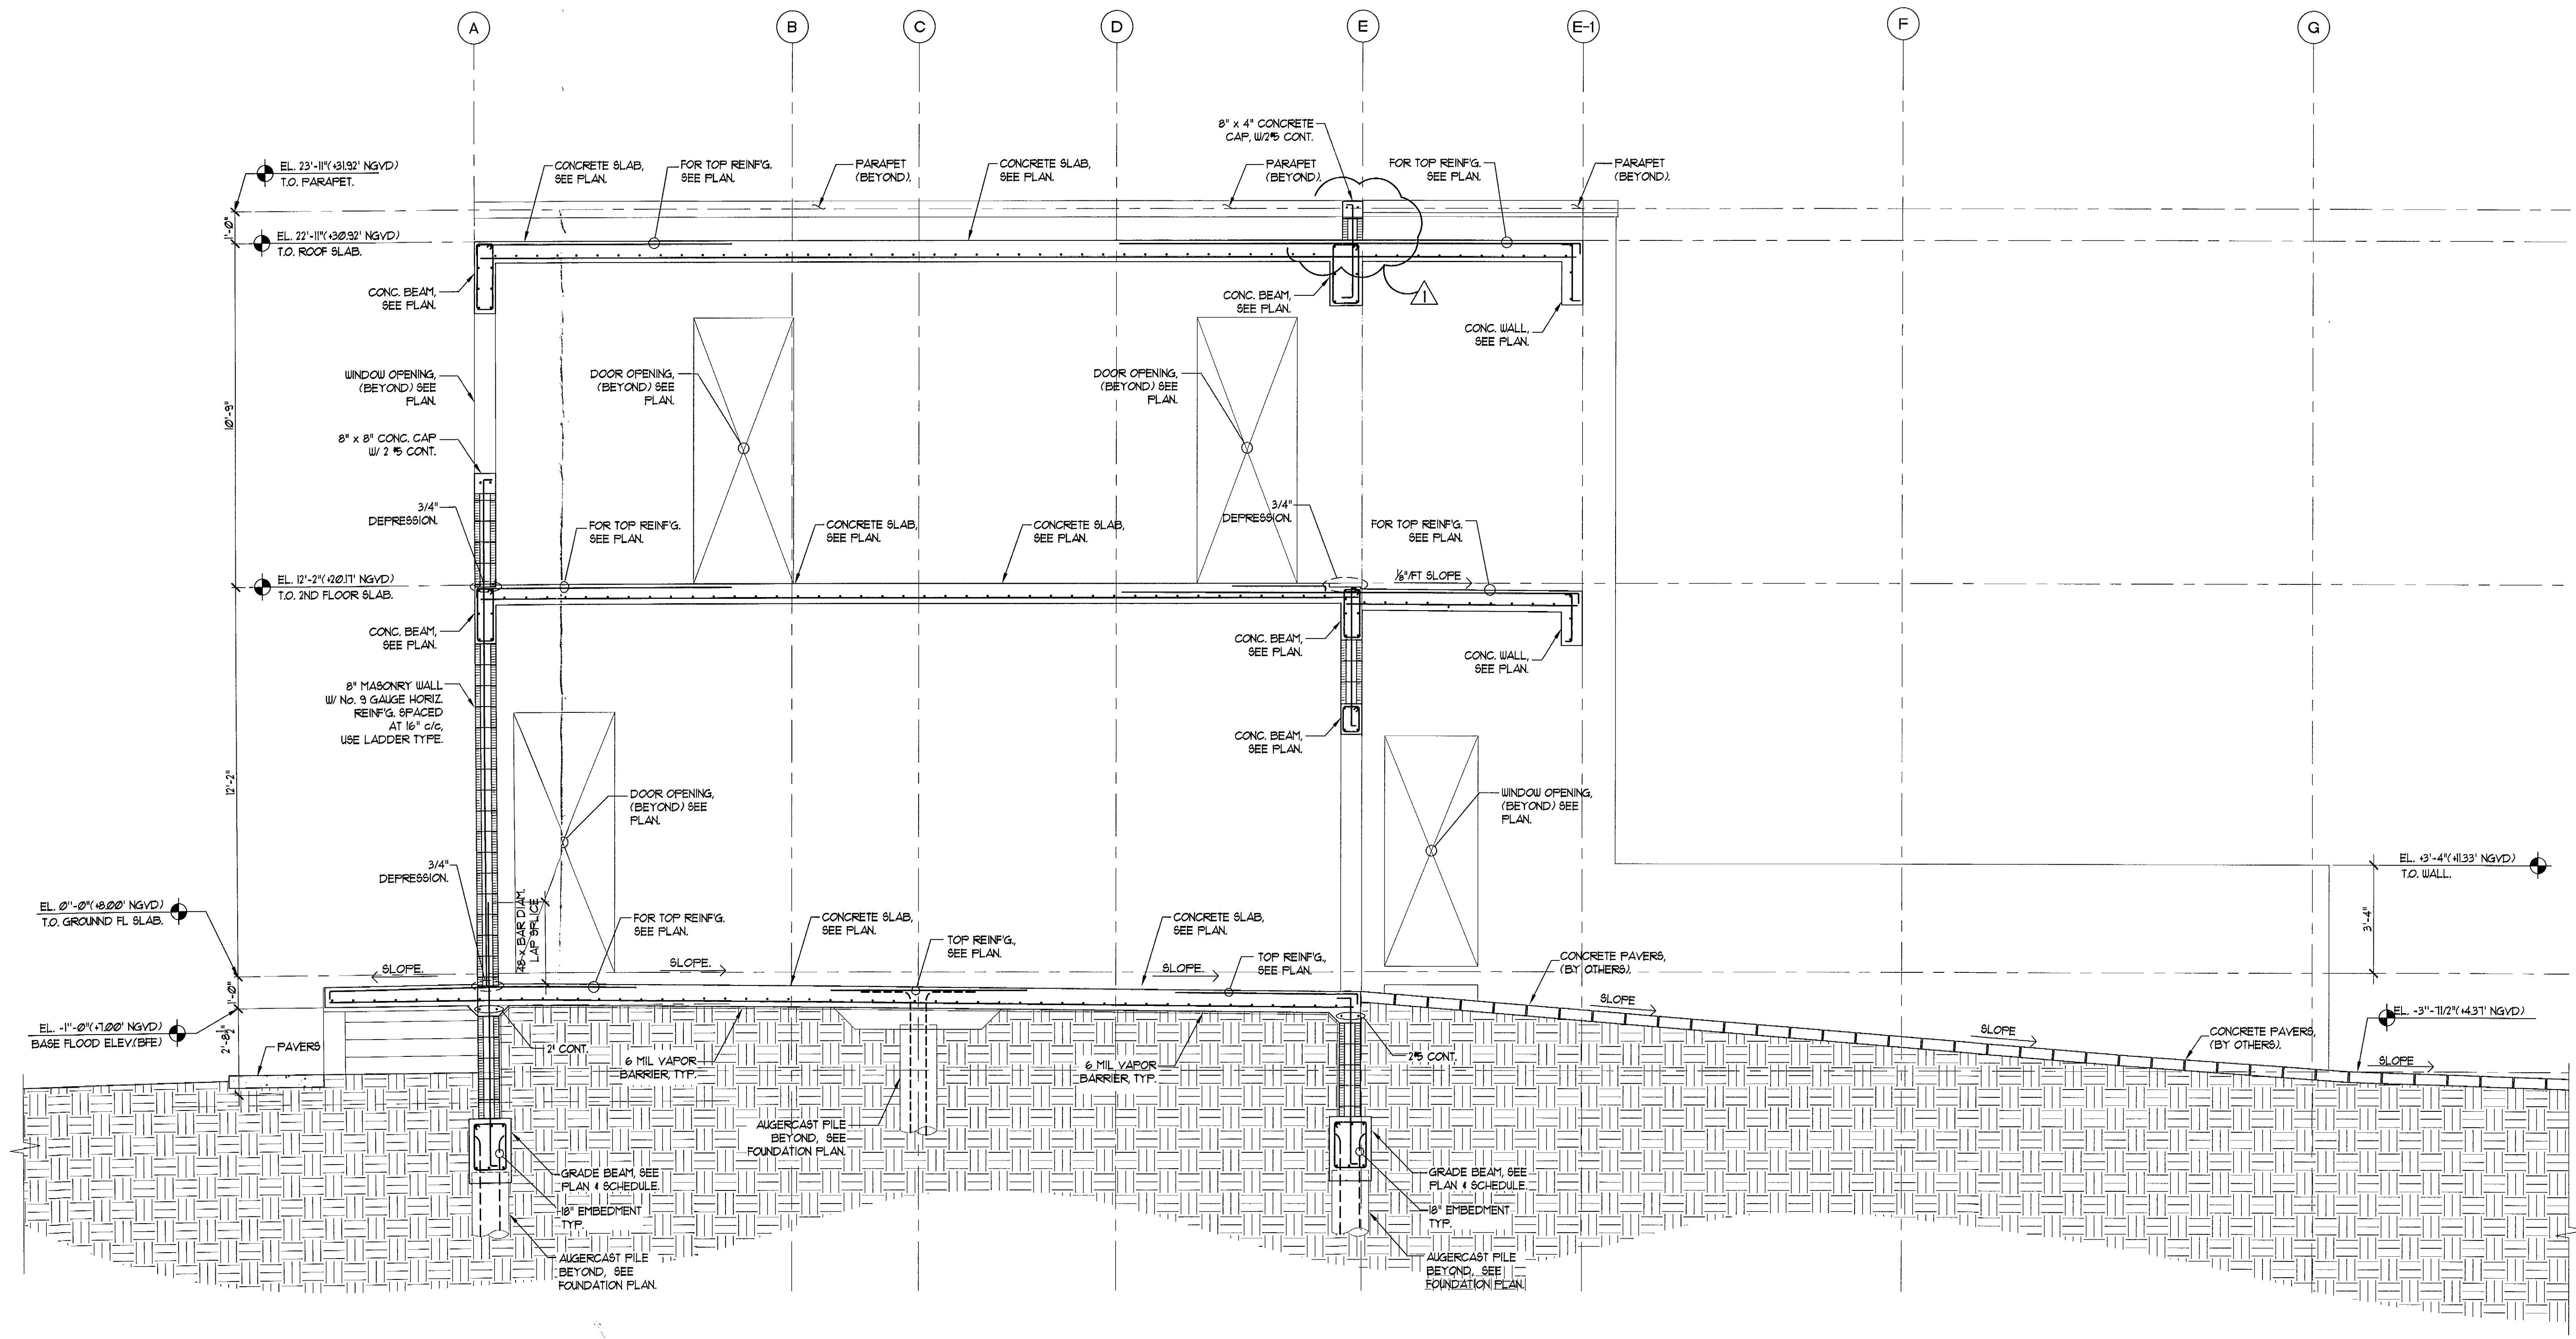 A
B
C
D
E
E-1
F
G
8" x 4" CONCRETE
CAP, W/2#5 CONT.
EL. 23'-11"(+31.92' NGVD)
T.O. PARAPET.
CONCRETE SLAB,
SEE PLAN.
FOR TOP REINF'G.
SEE PLAN.
PARAPET
(BEYOND).
CONCRETE SLAB,
SEE PLAN.
PARAPET
(BEYOND).
FOR TOP REINF'G.
SEE PLAN.
PARAPET
(BEYOND).
1'-0"
EL. 22'-11"(+30.92' NGVD)
T.O. ROOF SLAB.
CONC. BEAM,
SEE PLAN.
CONC. BEAM,
SEE PLAN.
1
CONC. WALL,
SEE PLAN.
WINDOW OPENING,
(BEYOND) SEE
PLAN.
DOOR OPENING,
(BEYOND) SEE
PLAN.
DOOR OPENING,
(BEYOND) SEE
PLAN.
10'-9"
8" x 8" CONC. CAP
W/ 2 #5 CONT.
3/4"
DEPRESSION.
FOR TOP REINF'G.
SEE PLAN.
CONCRETE SLAB,
SEE PLAN.
CONCRETE SLAB,
SEE PLAN.
3/4"
DEPRESSION.
FOR TOP REINF'G.
SEE PLAN.
EL. 12'-2"(+20.17' NGVD)
T.O. 2ND FLOOR SLAB.
1/8"/FT SLOPE
CONC. BEAM,
SEE PLAN.
CONC. BEAM,
SEE PLAN.
CONC. WALL,
SEE PLAN.
8" MASONRY WALL
W/ No. 9 GAUGE HORIZ.
REINF'G. SPACED
AT 16" c/c,
USE LADDER TYPE.
CONC. BEAM,
SEE PLAN.
12'-2"
DOOR OPENING,
(BEYOND) SEE
PLAN.
WINDOW OPENING,
(BEYOND) SEE
PLAN.
3/4"
DEPRESSION.
EL. +3'-4"(+11.33' NGVD)
T.O. WALL.
3'-4"
EL. 0"-0"(+8.00' NGVD)
T.O. GROUND FL SLAB.
48 x BAR DIAM.
LAP SPLICE
FOR TOP REINF'G.
SEE PLAN.
CONCRETE SLAB,
SEE PLAN.
TOP REINF'G.,
SEE PLAN.
CONCRETE SLAB,
SEE PLAN.
TOP REINF'G.,
SEE PLAN.
CONCRETE PAVERS,
(BY OTHERS).
SLOPE.
SLOPE.
SLOPE.
SLOPE
1'-0"
EL. -1"-0"(+7.00' NGVD)
BASE FLOOD ELEV.(BFE)
2'-8½"
PAVERS
2' CONT.
6 MIL VAPOR
BARRIER, TYP.
6 MIL VAPOR
BARRIER, TYP.
2#5 CONT.
EL. -3"-7 1/2"(+4.37' NGVD)
SLOPE
CONCRETE PAVERS,
(BY OTHERS).
SLOPE
AUGERCAST PILE
BEYOND, SEE
FOUNDATION PLAN.
GRADE BEAM, SEE
PLAN & SCHEDULE.
18" EMBEDMENT
TYP.
AUGERCAST PILE
BEYOND, SEE
FOUNDATION PLAN.
GRADE BEAM, SEE
PLAN & SCHEDULE.
18" EMBEDMENT
TYP.
AUGERCAST PILE
BEYOND, SEE
FOUNDATION PLAN.